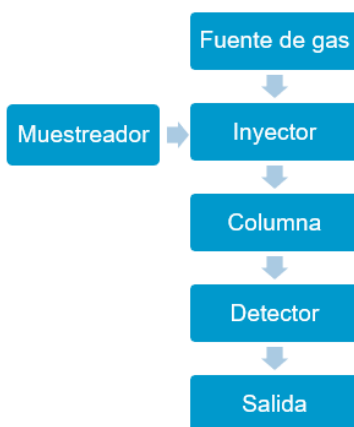 Fuente de gas
Muestreador
Inyector
Columna
Detector
Salida